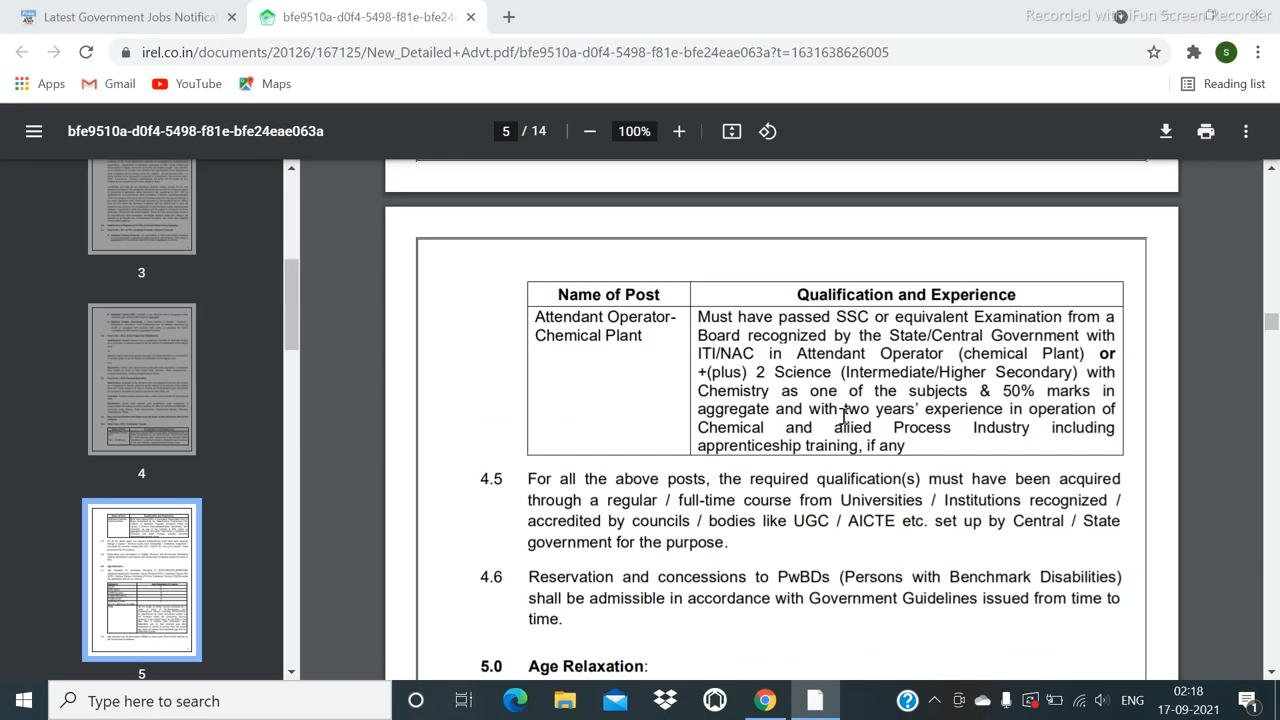 Latest Government Jobs Notificat
bfe9510a-d0f4-5498-f81e-bfe24
Recorded with iFun Screen Recorder
irel.co.in/documents/20126/167125/New_Detailed+Advt.pdf/bfe9510a-d0f4-5498-f81e-bfe24eae063a?t=1631638626005
S
Apps
Gmail
YouTube
Maps
Reading list
bfe9510a-d0f4-5498-f81e-bfe24eae063a
5 / 14
100%
3
4
5
Name of Post
Qualification and Experience
Attendant Operator-
Chemical Plant
Must have passed SSC or equivalent Examination from a
Board recognized by the State/Central Government with
ITI/NAC in Attendant Operator (chemical Plant) or
+(plus) 2 Science (Intermediate/Higher Secondary) with
Chemistry as one of the subjects & 50% marks in
aggregate and with two years' experience in operation of
Chemical and allied Process Industry including
apprenticeship training, if any
4.5 For all the above posts, the required qualification(s) must have been acquired
through a regular / full-time course from Universities / Institutions recognized /
accredited by councils / bodies like UGC / AICTE etc. set up by Central / State
government for the purpose.
4.6 Reservation and concessions to PwBDs (Persons with Benchmark Disabilities)
shall be admissible in accordance with Government Guidelines issued from time to
time.
5.0 Age Relaxation:
Type here to search
ENG
02:18
17-09-2021